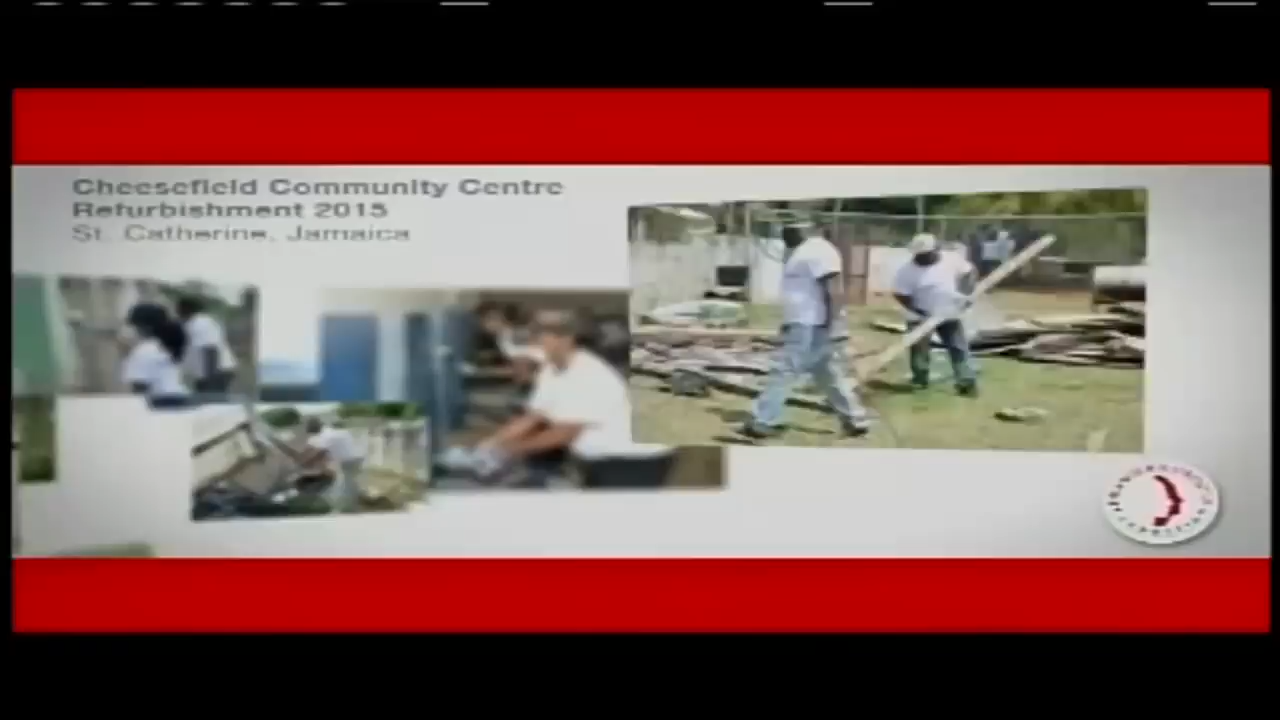 Cheesefield Community Centre
Refurbishment 2015
St. Catherine, Jamaica